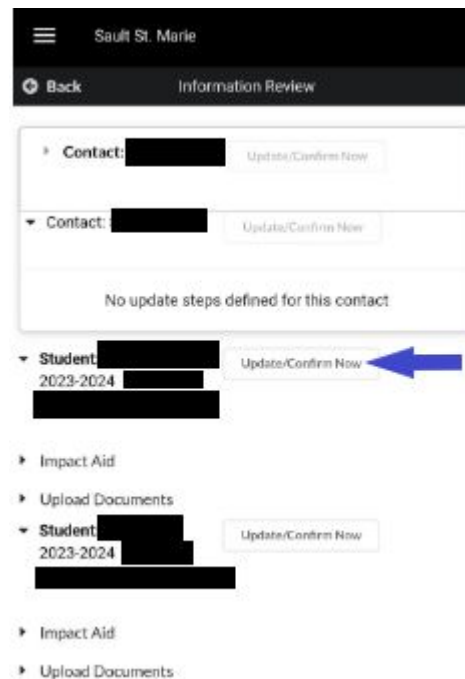 Sault St. Marie
Back Information Review
Contact: Update/Confirm Now
Contact: Update/Confirm Now
No update steps defined for this contact
Student: Update/Confirm Now
2023-2024
Impact Aid
Upload Documents
Student: Update/Confirm Now
2023-2024
Impact Aid
Upload Documents